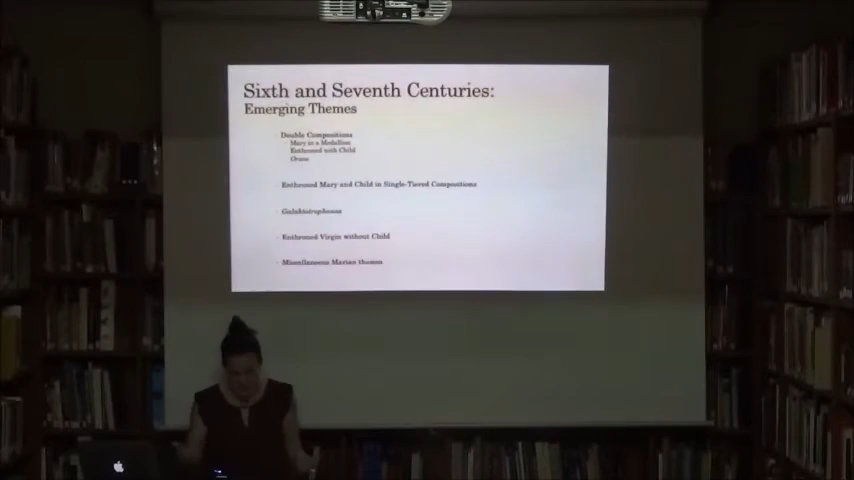 Sixth and Seventh Centuries:
Emerging Themes
Double Compositions
Mary in a Medallion
Enthroned with Child
Orans
Enthroned Mary and Child in Single-Tiered Compositions
Galaktotrophousa
Enthroned Virgin without Child
Miscellaneous Marian themes